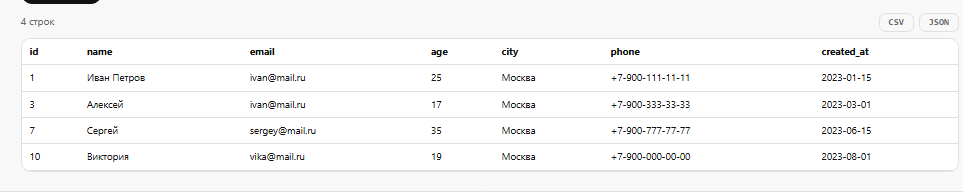 4 строк CSV JSON
id name email age city phone created_at
1 Иван Петров ivan@mail.ru 25 Москва +7-900-111-11-11 2023-01-15
3 Алексей ivan@mail.ru 17 Москва +7-900-333-33-33 2023-03-01
7 Сергей sergey@mail.ru 35 Москва +7-900-777-77-77 2023-06-15
10 Виктория vika@mail.ru 19 Москва +7-900-000-00-00 2023-08-01